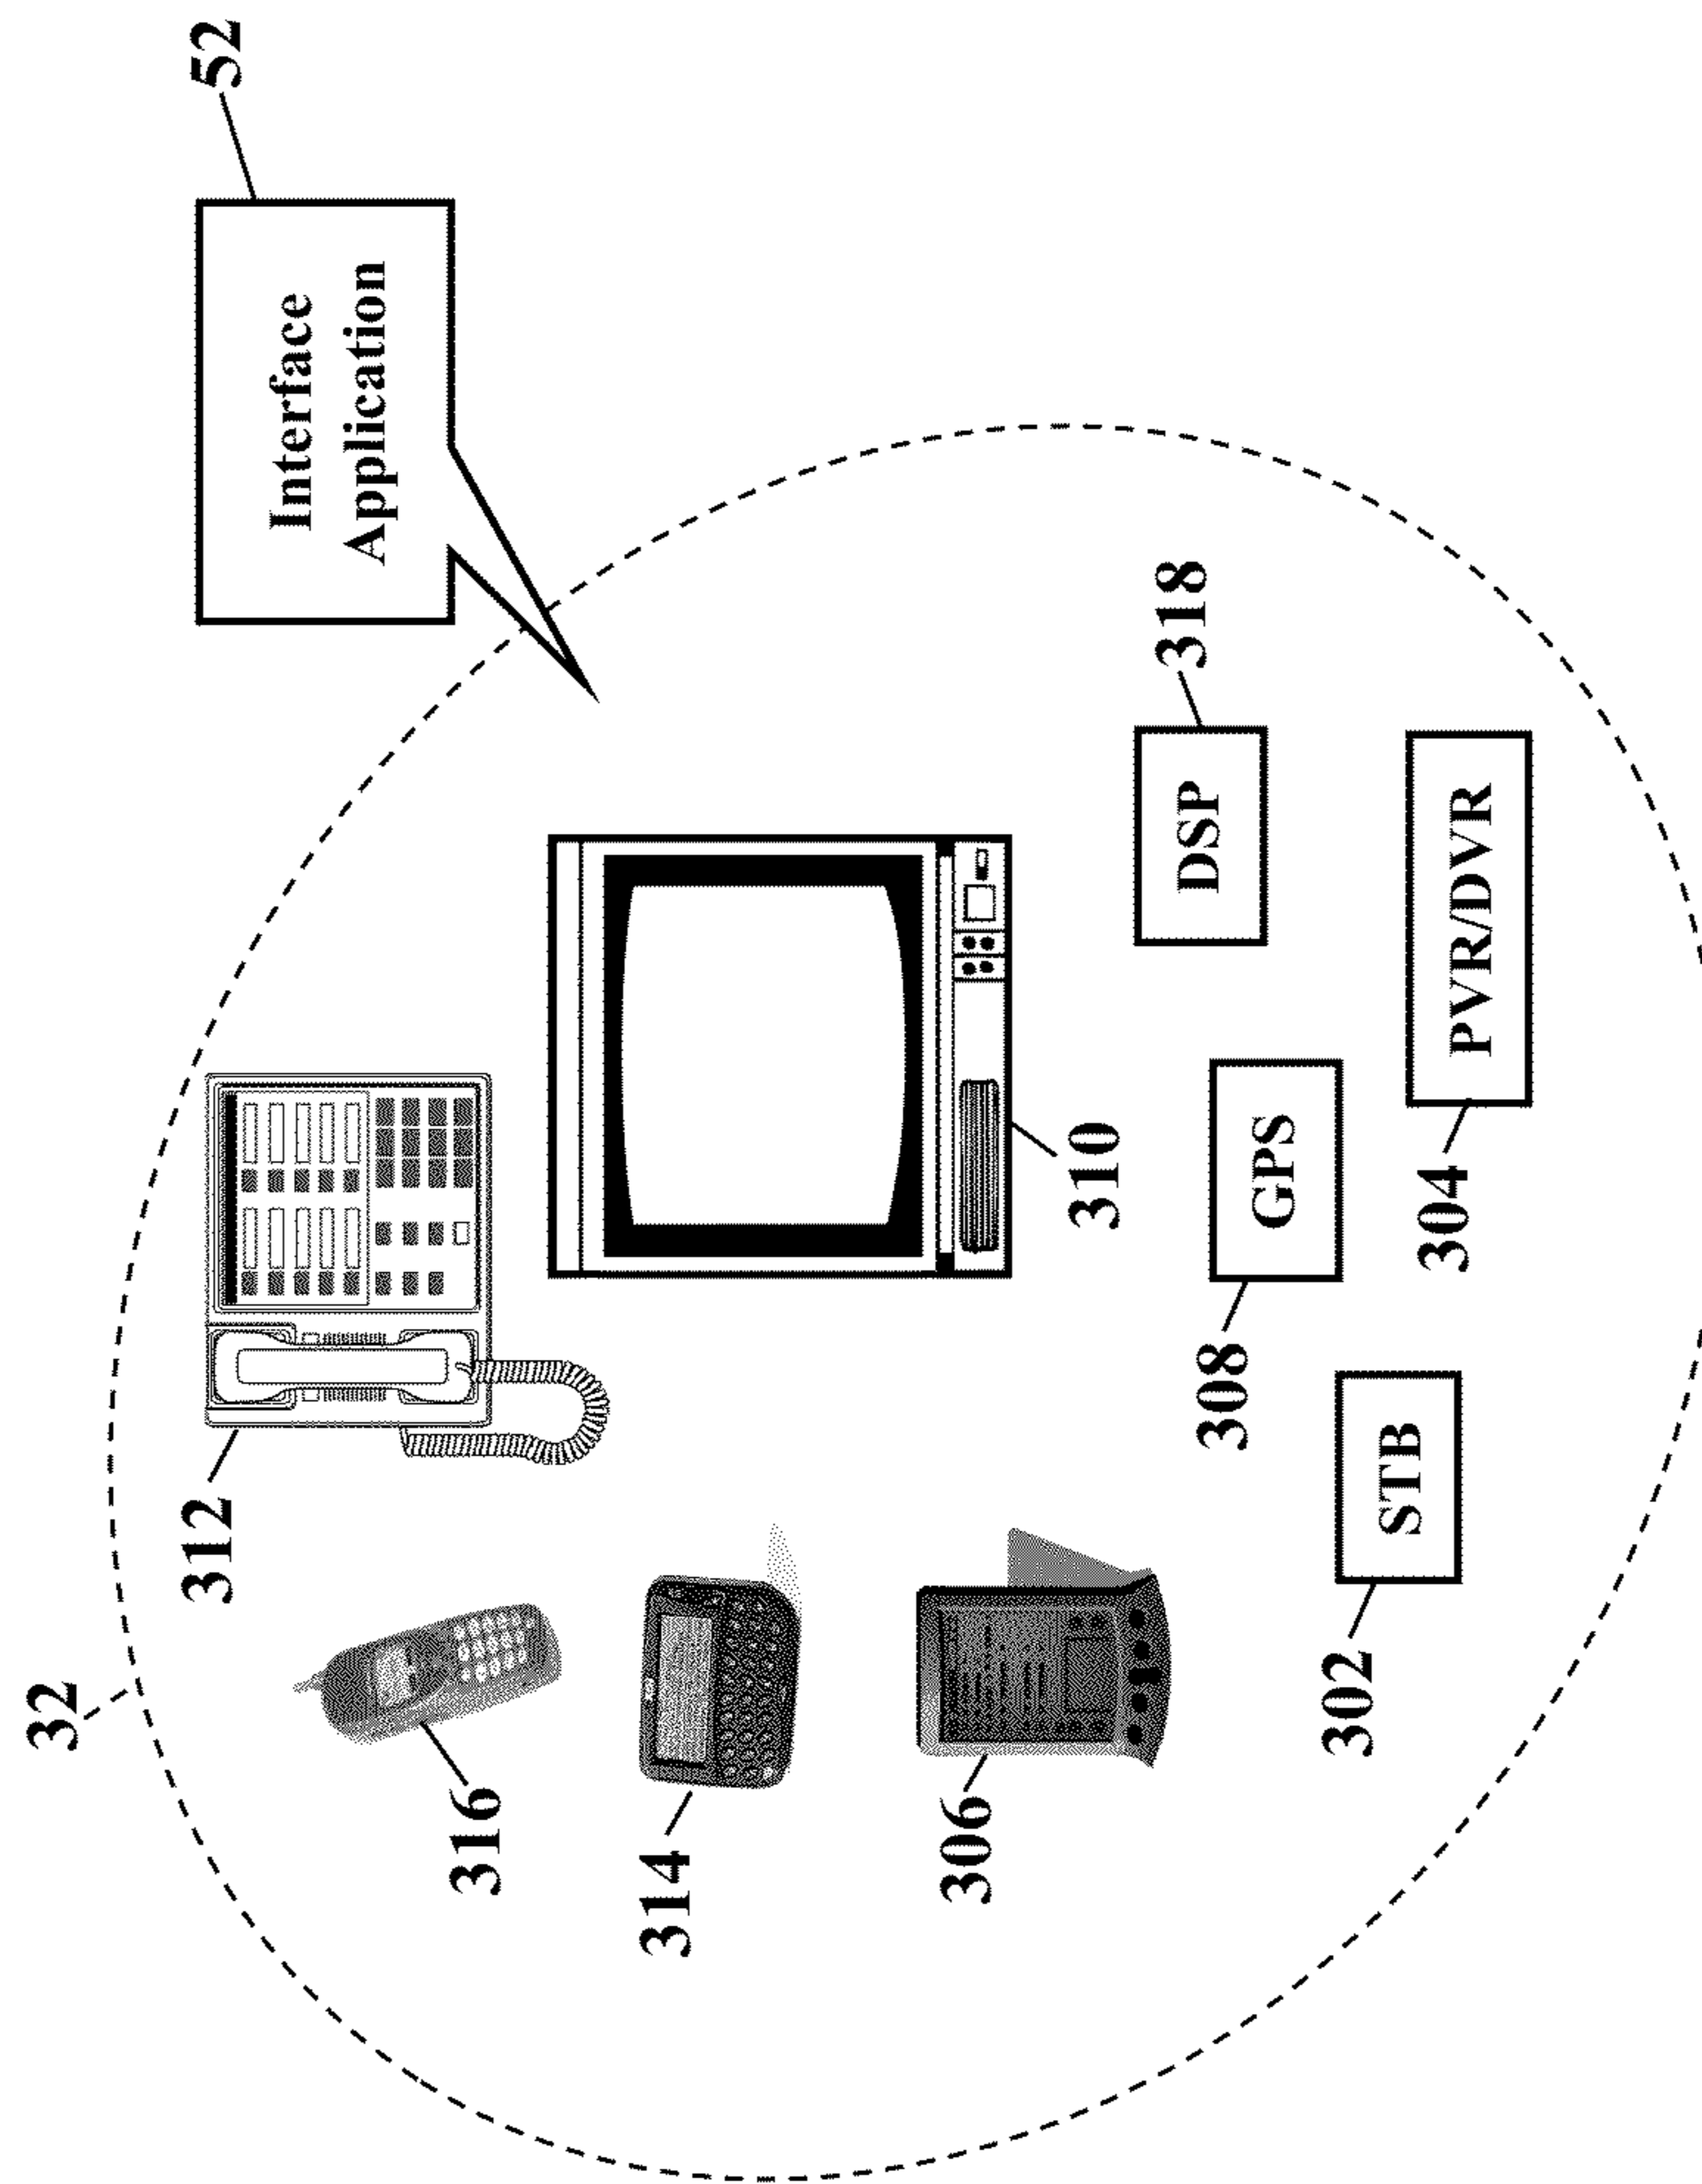 32
312
52
Interface
Application
316
314
306
310
318
DSP
308
GPS
302
STB
304
PVR/DVR